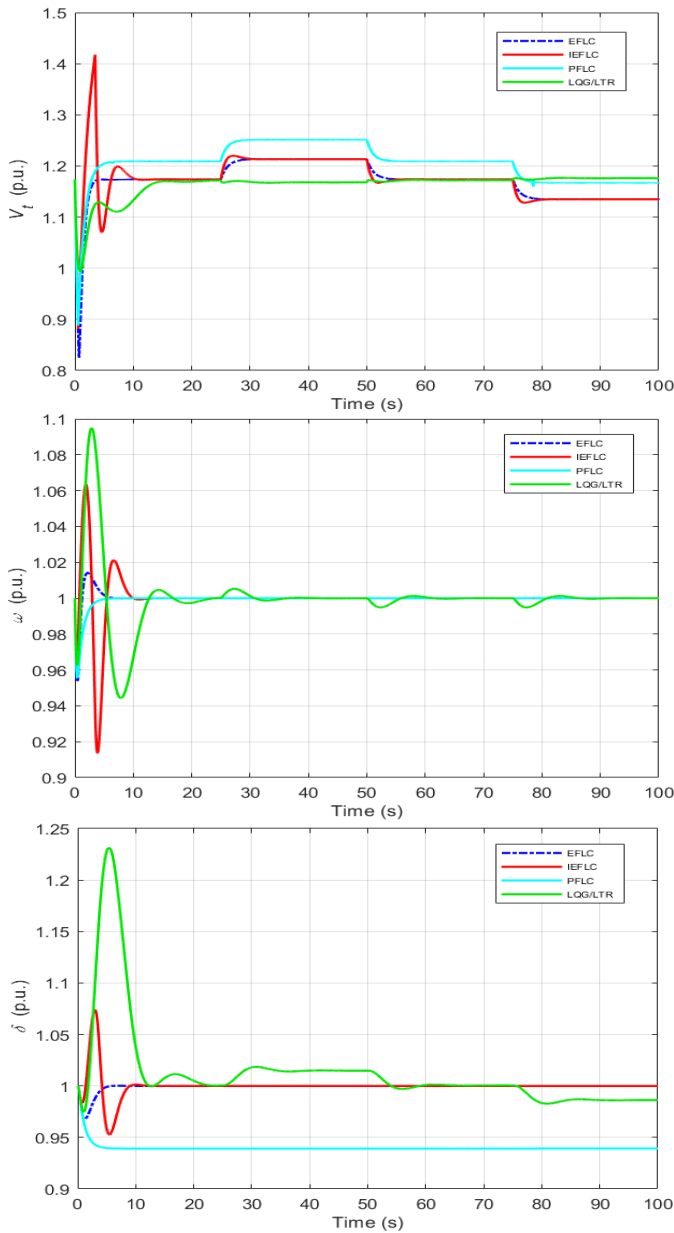 1.5
1.4
1.3
1.2
1.1
1
0.9
0.8
V_t (p.u.)
EFLC
IEFLC
PFLC
LQG/LTR
0 10 20 30 40 50 60 70 80 90 100
Time (s)
1.1
1.08
1.06
1.04
1.02
1
0.98
0.96
0.94
0.92
0.9
ω (p.u.)
EFLC
IEFLC
PFLC
LQG/LTR
0 10 20 30 40 50 60 70 80 90 100
Time (s)
1.25
1.2
1.15
1.1
1.05
1
0.95
0.9
δ (p.u.)
EFLC
IEFLC
PFLC
LQG/LTR
0 10 20 30 40 50 60 70 80 90 100
Time (s)